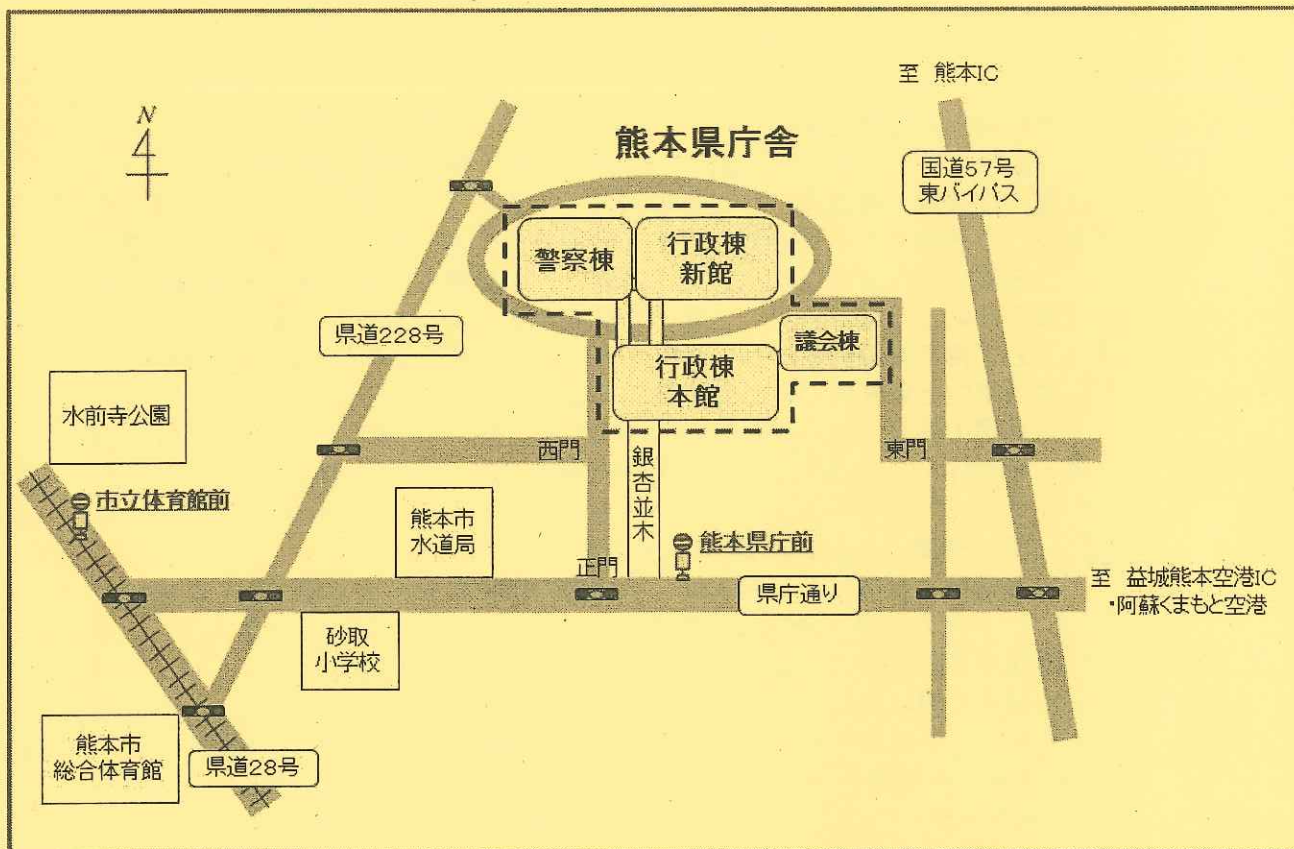 至 熊本IC
N
熊本県庁舎
国道57号
東バイパス
警察棟
行政棟
新館
県道228号
議会棟
行政棟
本館
水前寺公園
西門
東門
銀杏並木
市立体育館前
熊本市
水道局
熊本県庁前
正門
県庁通り
至 益城熊本空港IC
・阿蘇くまもと空港
砂取
小学校
熊本市
総合体育館
県道28号